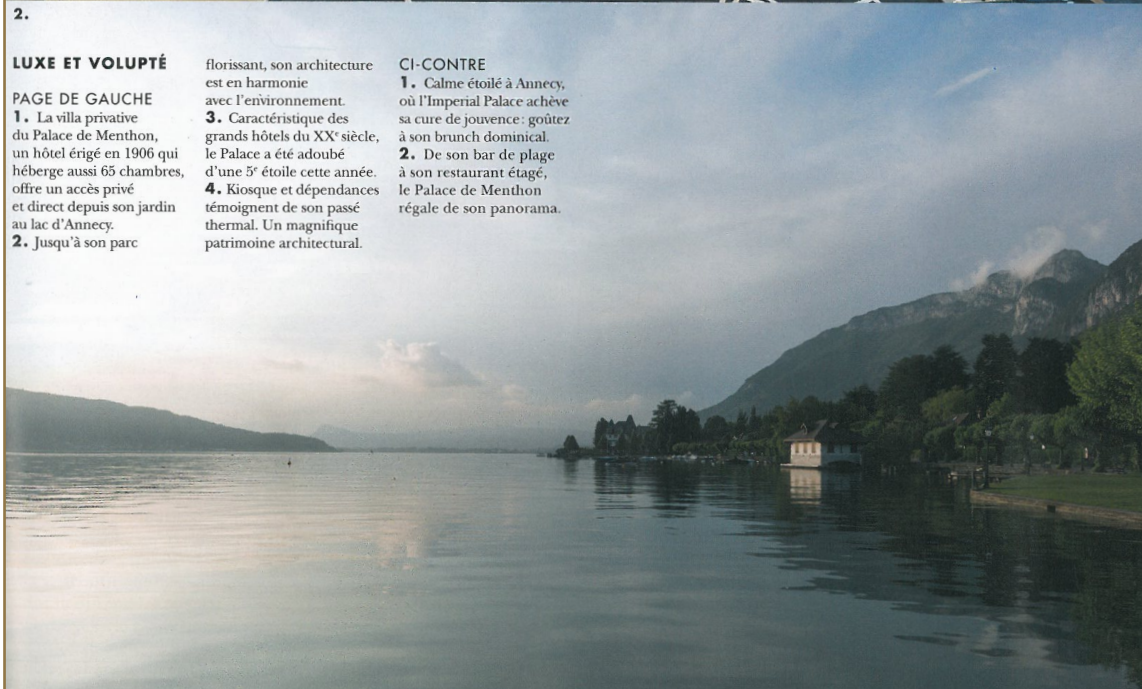 2.
LUXE ET VOLUPTÉ
PAGE DE GAUCHE
1. La villa privative
du Palace de Menthon,
un hôtel érigé en 1906 qui
héberge aussi 65 chambres,
offre un accès privé
et direct depuis son jardin
au lac d'Annecy.
2. Jusqu'à son parc
florissant, son architecture
est en harmonie
avec l'environnement.
3. Caractéristique des
grands hôtels du XXe siècle,
le Palace a été adoubé
d'une 5e étoile cette année.
4. Kiosque et dépendances
témoignent de son passé
thermal. Un magnifique
patrimoine architectural.
CI-CONTRE
1. Calme étoilé à Annecy,
où l'Imperial Palace achève
sa cure de jouvence : goûtez
à son brunch dominical.
2. De son bar de plage
à son restaurant étagé,
le Palace de Menthon
régale de son panorama.